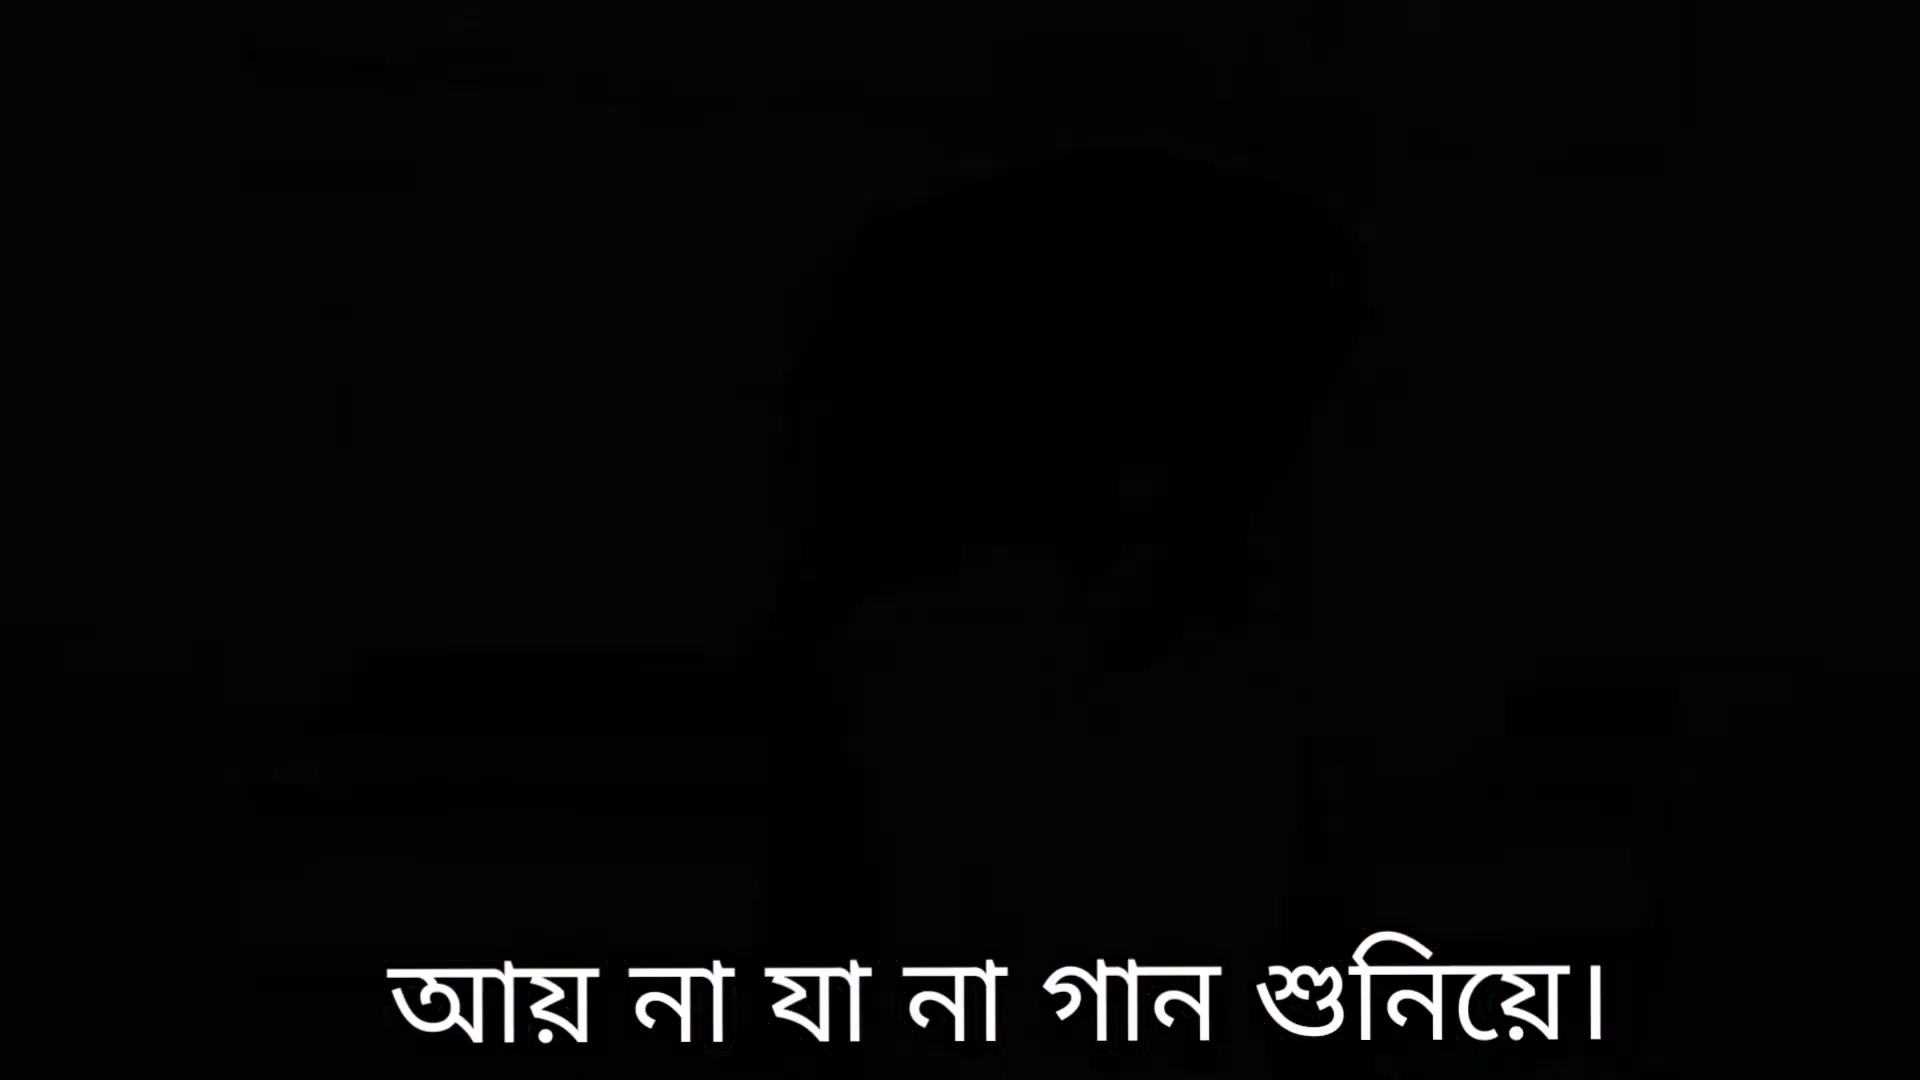 আয় না যা না গান শুনিয়ে।